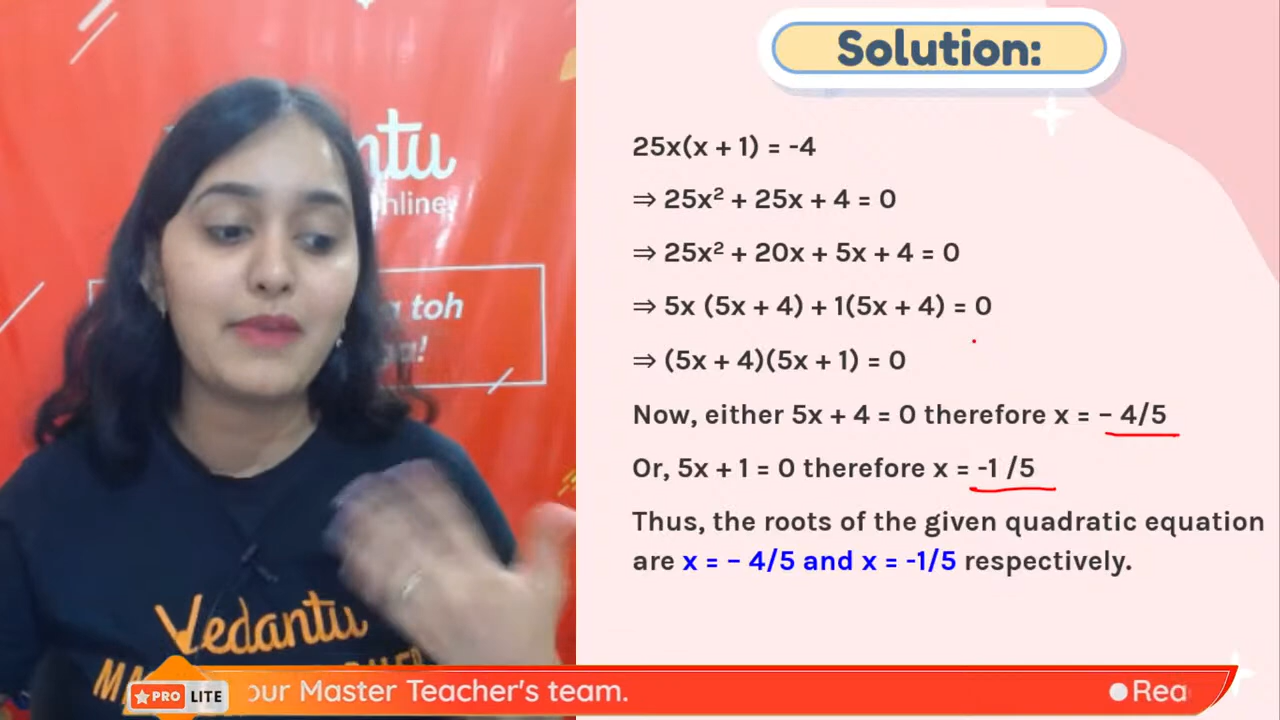 Solution:
25x(x + 1) = -4
⇒ 25x² + 25x + 4 = 0
⇒ 25x² + 20x + 5x + 4 = 0
⇒ 5x (5x + 4) + 1(5x + 4) = 0
⇒ (5x + 4)(5x + 1) = 0
Now, either 5x + 4 = 0 therefore x = – 4/5
Or, 5x + 1 = 0 therefore x = -1 /5
Thus, the roots of the given quadratic equation
are x = – 4/5 and x = -1/5 respectively.
toh
Vedantu
PRO LITE
our Master Teacher's team.
Rea